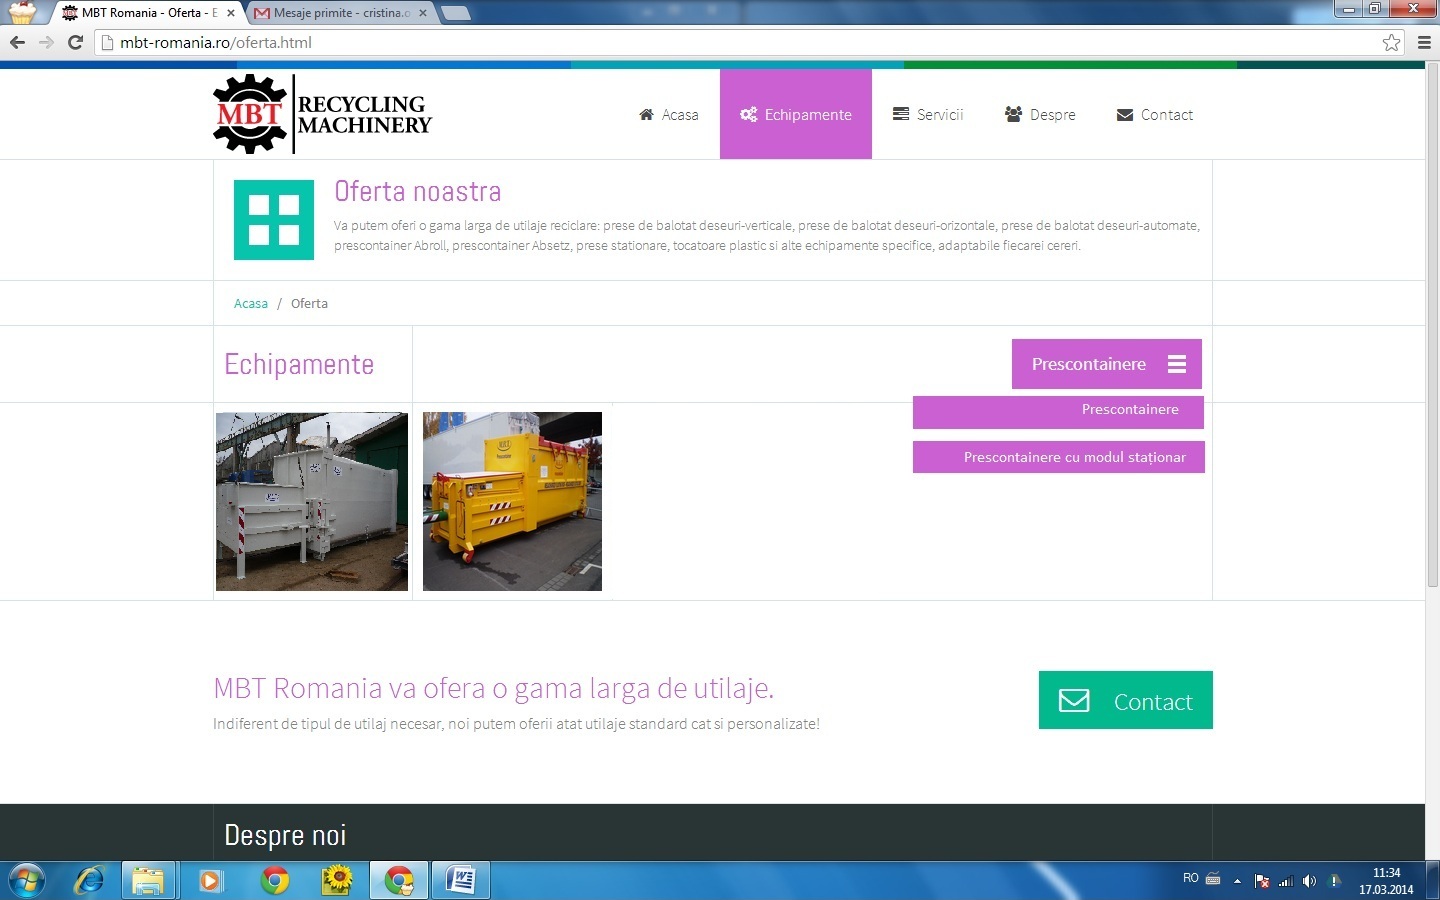 MBT Romania - Oferta - E
Mesaje primite - cristina.o
mbt-romania.ro/oferta.html
MBT
RECYCLING
MACHINERY
Acasa
Echipamente
Servicii
Despre
Contact
Oferta noastra
Va putem oferi o gama larga de utilaje reciclare: prese de balotat deseuri-verticale, prese de balotat deseuri-orizontale, prese de balotat deseuri-automate,
prescontainer Abroll, prescontainer Absetz, prese stationare, tocatoare plastic si alte echipamente specifice, adaptabile fiecarei cereri.
Acasa / Oferta
Echipamente
Prescontainere
Prescontainere
Prescontainere cu modul staționar
MBT Romania va ofera o gama larga de utilaje.
Indiferent de tipul de utilaj necesar, noi putem oferii atat utilaje standard cat si personalizate!
Contact
Despre noi
RO
11:34
17.03.2014